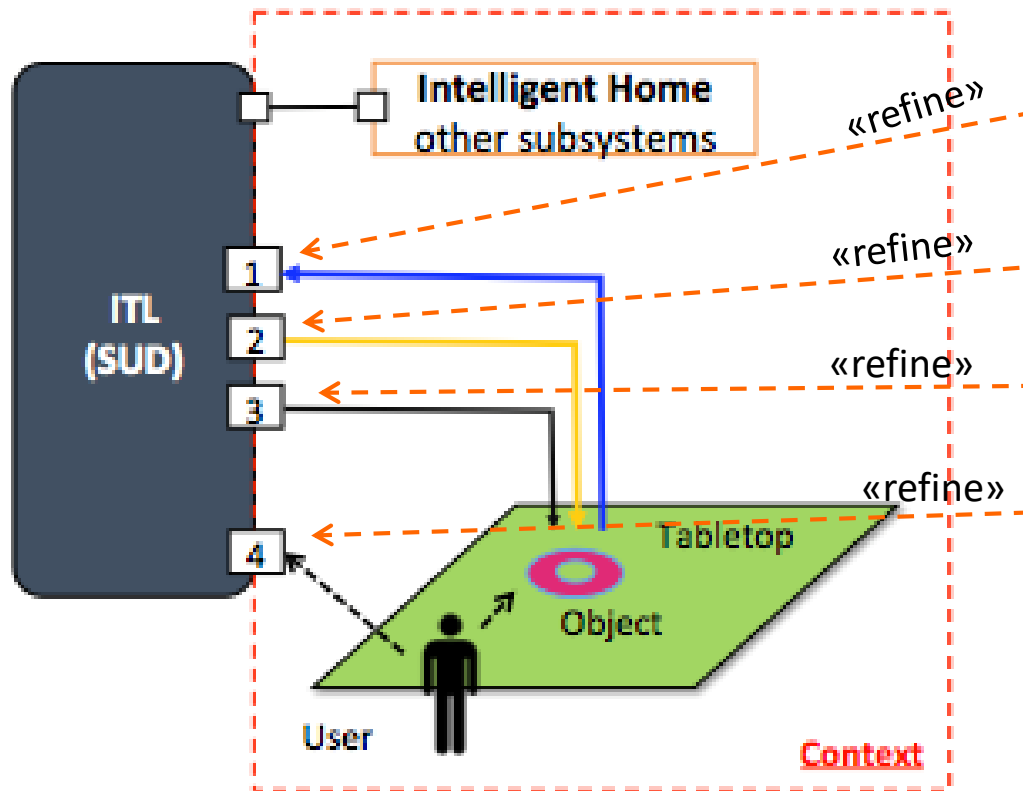 Intelligent Home
other subsystems
«refine»
1
«refine»
ITL
(SUD)
2
«refine»
3
«refine»
4
Tabletop
Object
User
Context